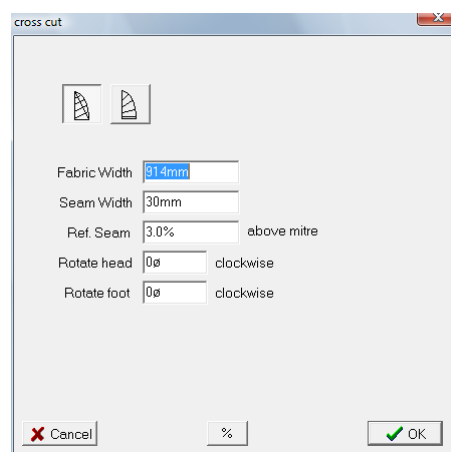 cross cut
Fabric Width 914mm
Seam Width 30mm
Ref. Seam 3.0% above mitre
Rotate head 0ø clockwise
Rotate foot 0ø clockwise
Cancel % OK